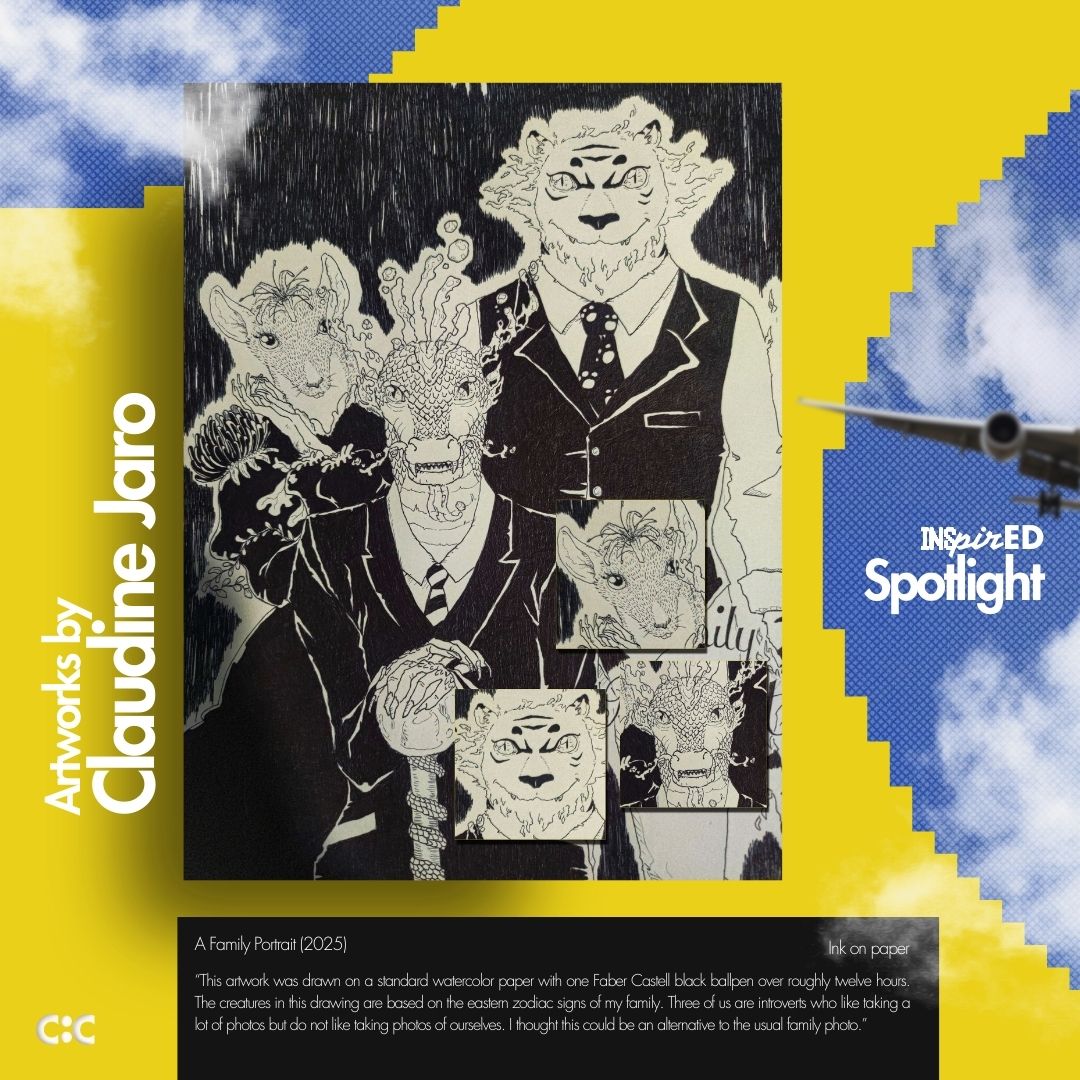 Artworks by
Claudine Jaro
INSpirED
Spotlight
ily
A Family Portrait (2025)
Ink on paper
“This artwork was drawn on a standard watercolor paper with one Faber Castell black ballpen over roughly twelve hours.
The creatures in this drawing are based on the eastern zodiac signs of my family. Three of us are introverts who like taking a
lot of photos but do not like taking photos of ourselves. I thought this could be an alternative to the usual family photo.”
C:C